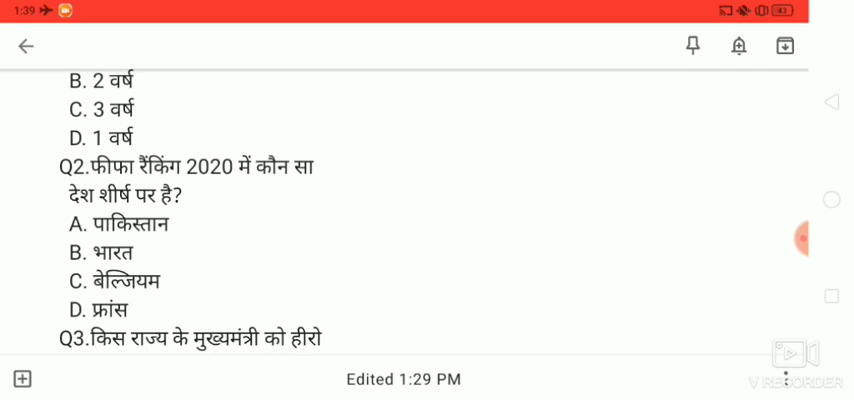 1:39
43
B. 2 वर्ष
C. 3 वर्ष
D. 1 वर्ष
Q2.फीफा रैंकिंग 2020 में कौन सा
देश शीर्ष पर है?
A. पाकिस्तान
B. भारत
C. बेल्जियम
D. फ्रांस
Q3.किस राज्य के मुख्यमंत्री को हीरो
Edited 1:29 PM
V RECORDER